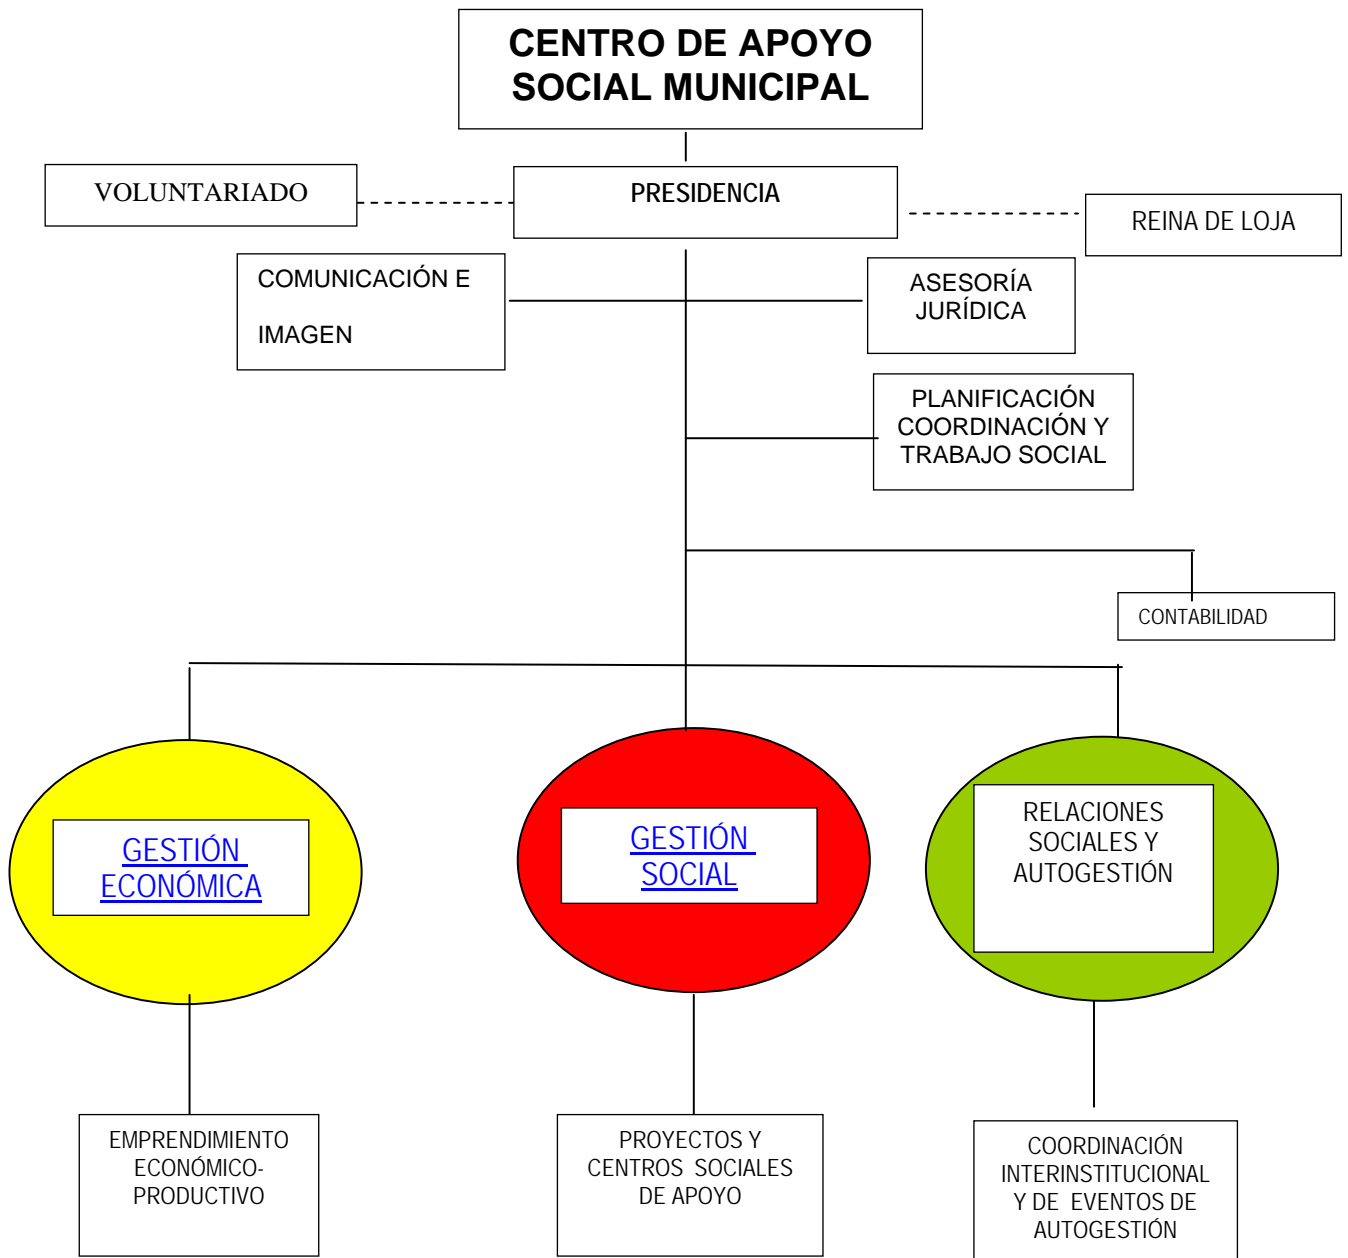 CENTRO DE APOYO
SOCIAL MUNICIPAL
VOLUNTARIADO
PRESIDENCIA
REINA DE LOJA
COMUNICACIÓN E
IMAGEN
ASESORÍA
JURÍDICA
PLANIFICACIÓN
COORDINACIÓN Y
TRABAJO SOCIAL
CONTABILIDAD
GESTIÓN
ECONÓMICA
GESTIÓN
SOCIAL
RELACIONES
SOCIALES Y
AUTOGESTIÓN
EMPRENDIMIENTO
ECONÓMICO-
PRODUCTIVO
PROYECTOS Y
CENTROS SOCIALES
DE APOYO
COORDINACIÓN
INTERINSTITUCIONAL
Y DE EVENTOS DE
AUTOGESTIÓN